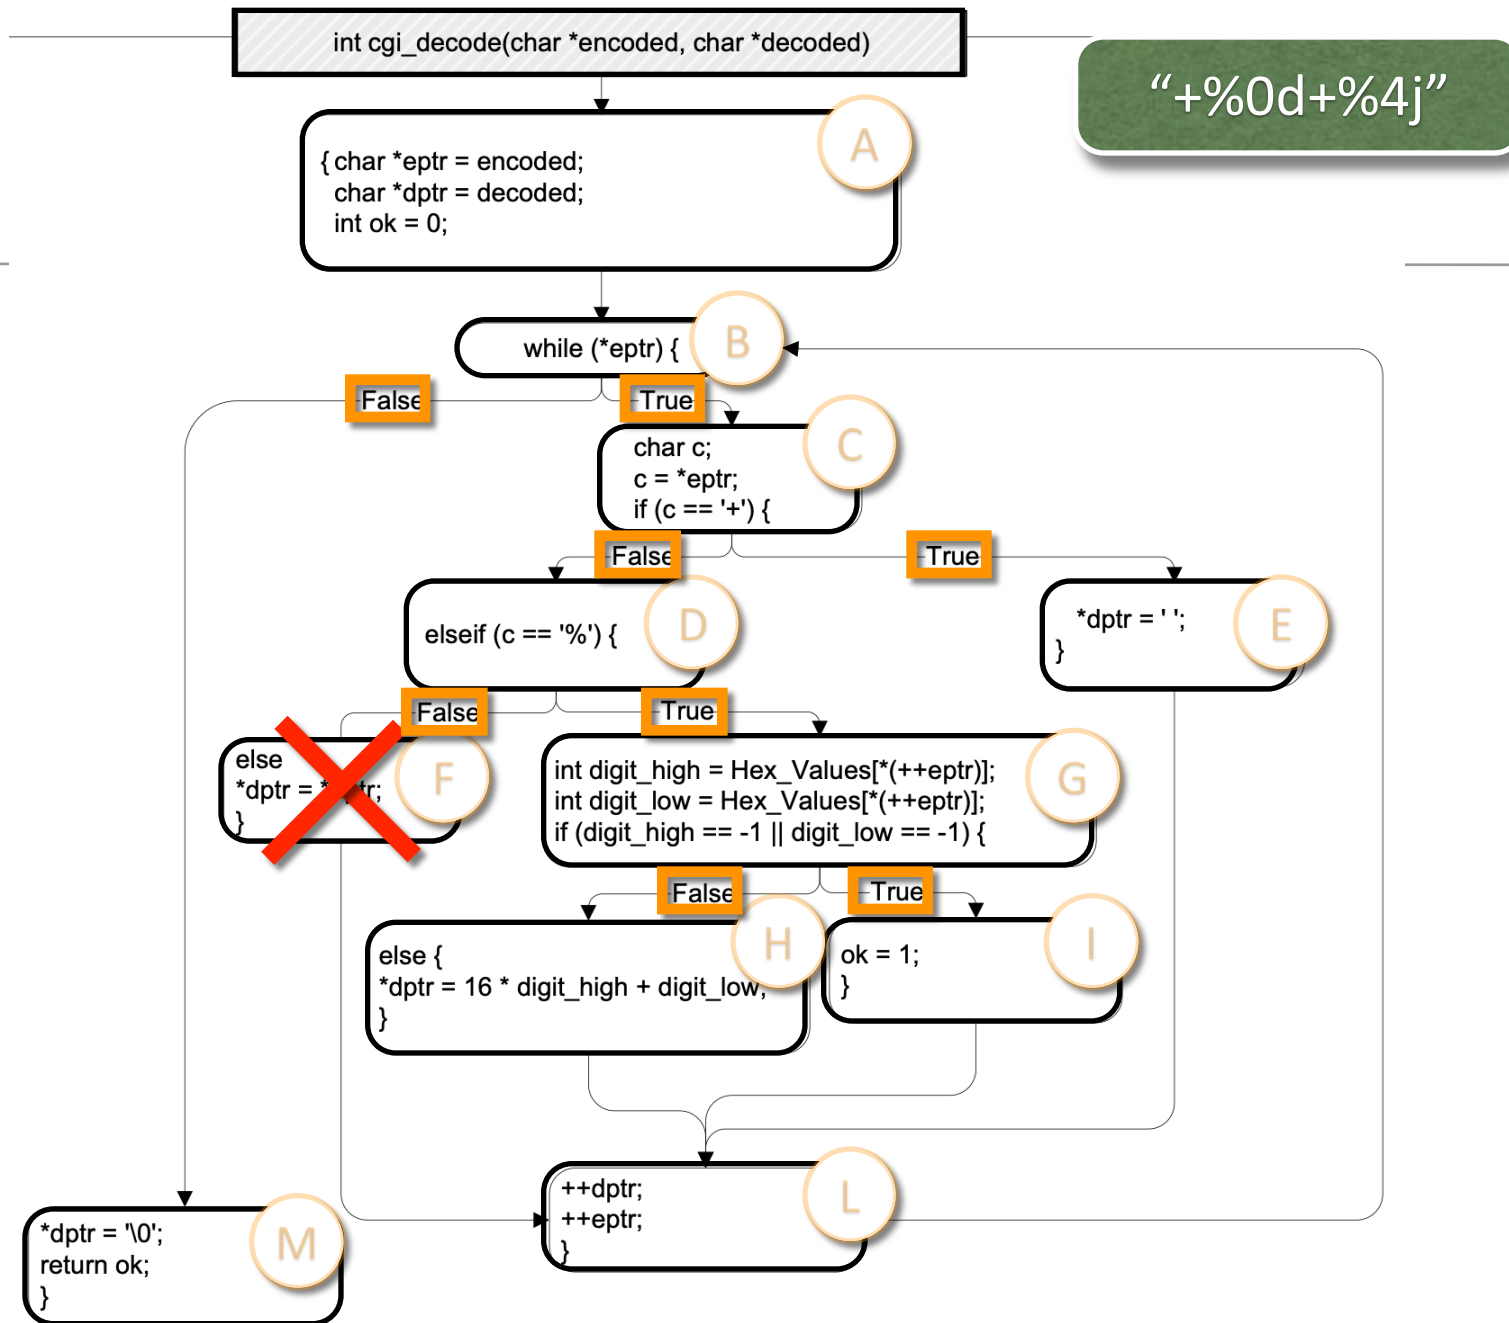 int cgi_decode(char *encoded, char *decoded)
“+%0d+%4j”
A
{ char *eptr = encoded;
char *dptr = decoded;
int ok = 0;
while (*eptr) {
B
False
True
char c;
c = *eptr;
if (c == '+') {
C
False
True
elseif (c == '%') {
D
*dptr = ' ';
}
E
False
True
else
*dptr =
}
F
int digit_high = Hex_Values[*(++eptr)];
int digit_low = Hex_Values[*(++eptr)];
if (digit_high == -1 || digit_low == -1) {
G
False
True
else {
*dptr = 16 * digit_high + digit_low;
}
H
ok = 1;
}
I
++dptr;
++eptr;
}
L
*dptr = '\0';
return ok;
}
M